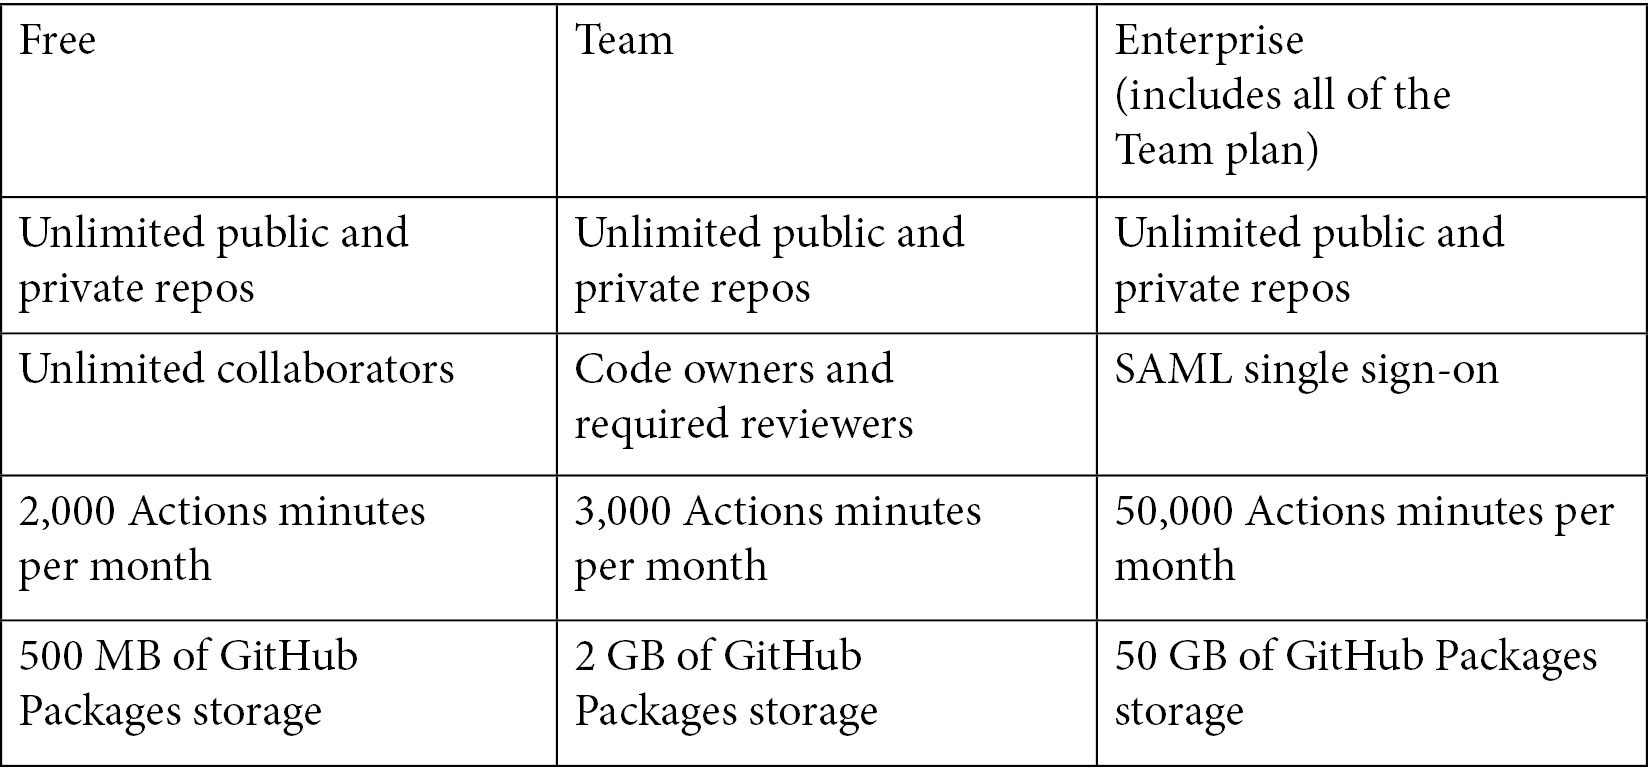 Free
Team
Enterprise
(includes all of the
Team plan)
Unlimited public and
private repos
Unlimited public and
private repos
Unlimited public and
private repos
Unlimited collaborators
Code owners and
required reviewers
SAML single sign-on
2,000 Actions minutes
per month
3,000 Actions minutes
per month
50,000 Actions minutes per
month
500 MB of GitHub
Packages storage
2 GB of GitHub
Packages storage
50 GB of GitHub Packages
storage